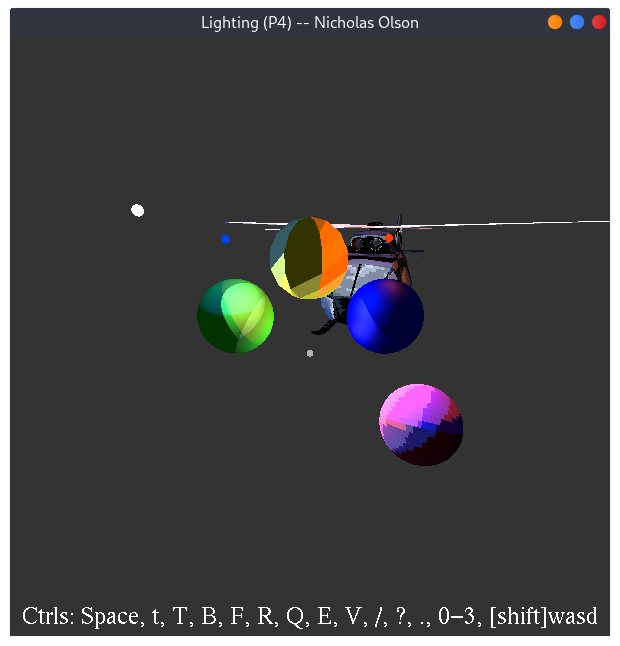 Lighting (P4) -- Nicholas Olson
Ctrls: Space, t, T, B, F, R, Q, E, V, /, ?, ., 0−3, [shift]wasd